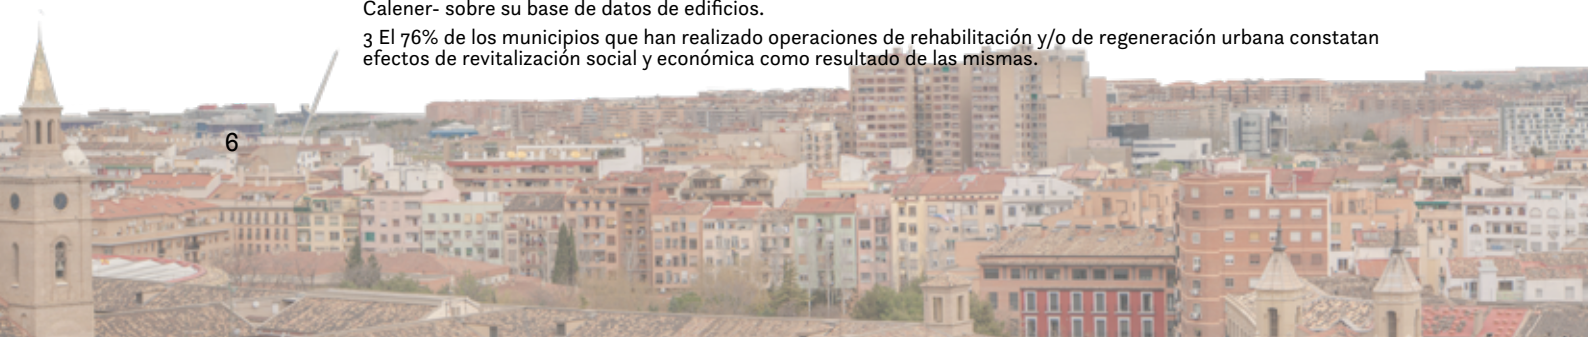 Calener- sobre su base de datos de edificios.
3 El 76% de los municipios que han realizado operaciones de rehabilitación y/o de regeneración urbana constatan
efectos de revitalización social y económica como resultado de las mismas.
6